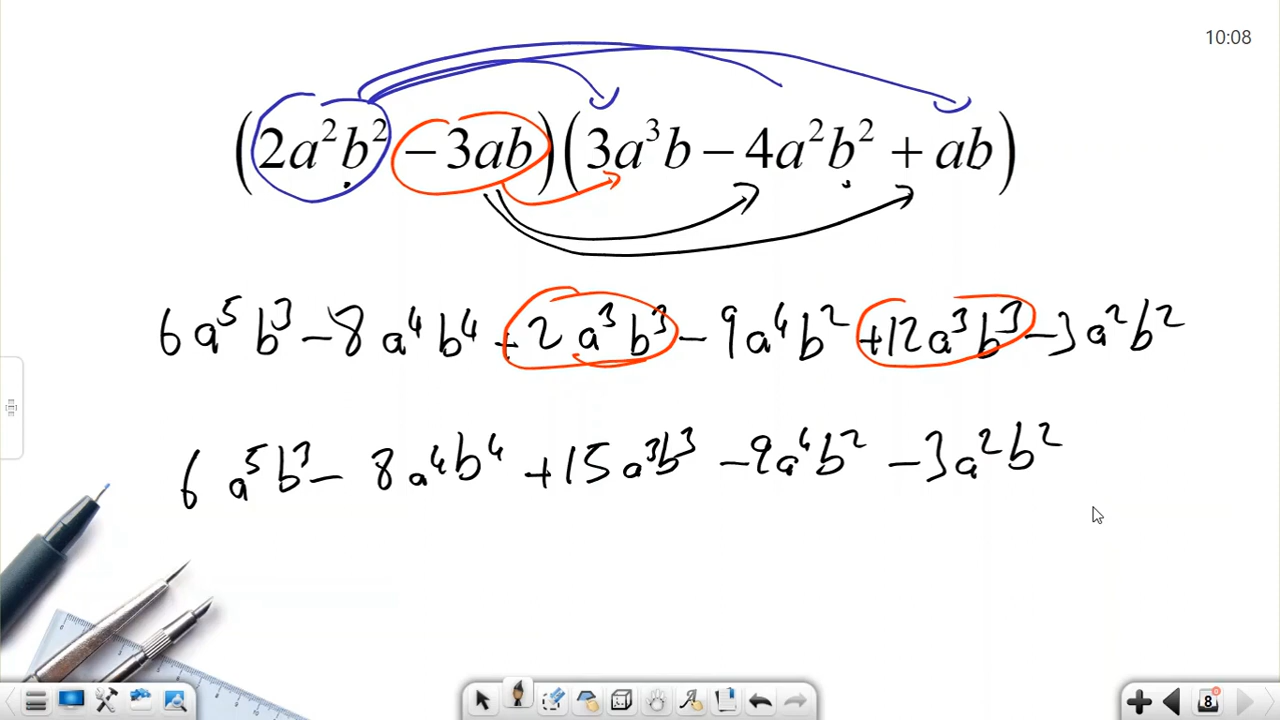 10:08
(2a²b² − 3ab)(3a³b − 4a²b² + ab)
6a⁵b³ − 8a⁴b⁴ + 2a³b³ − 9a⁴b² + 12a³b³ − 3a²b²
6a⁵b³ − 8a⁴b⁴ + 15a³b³ − 9a⁴b² − 3a²b²
8